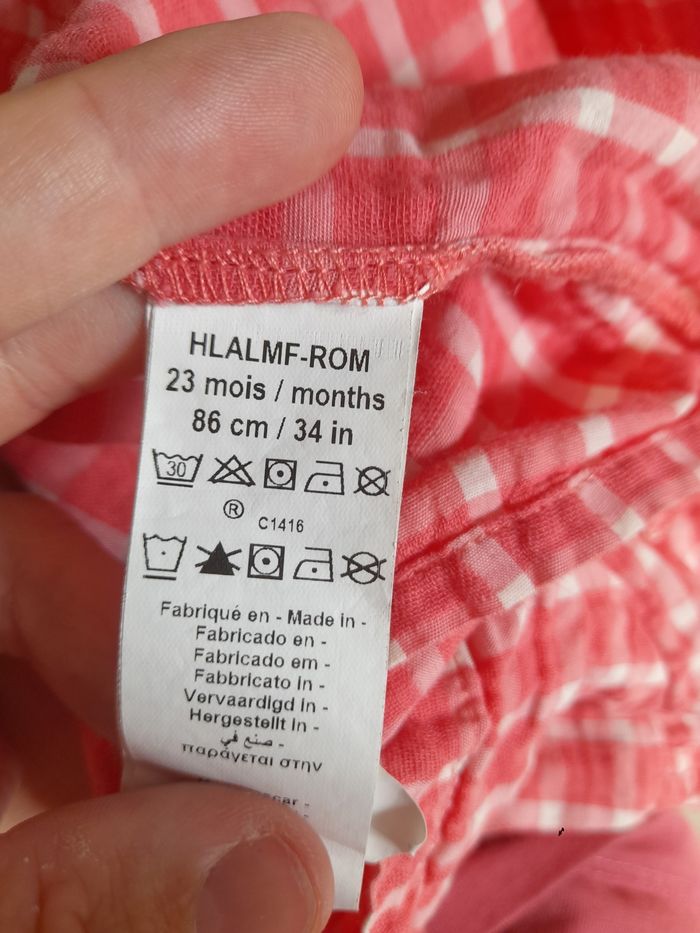 HLALMF-ROM
23 mois / months
86 cm / 34 in
30
® C1416
Fabriqué en - Made in -
Fabricado en -
Fabricado em -
Fabbricato in -
Vervaardigd in -
Hergestellt in -
صنع في -
παράγεται στην